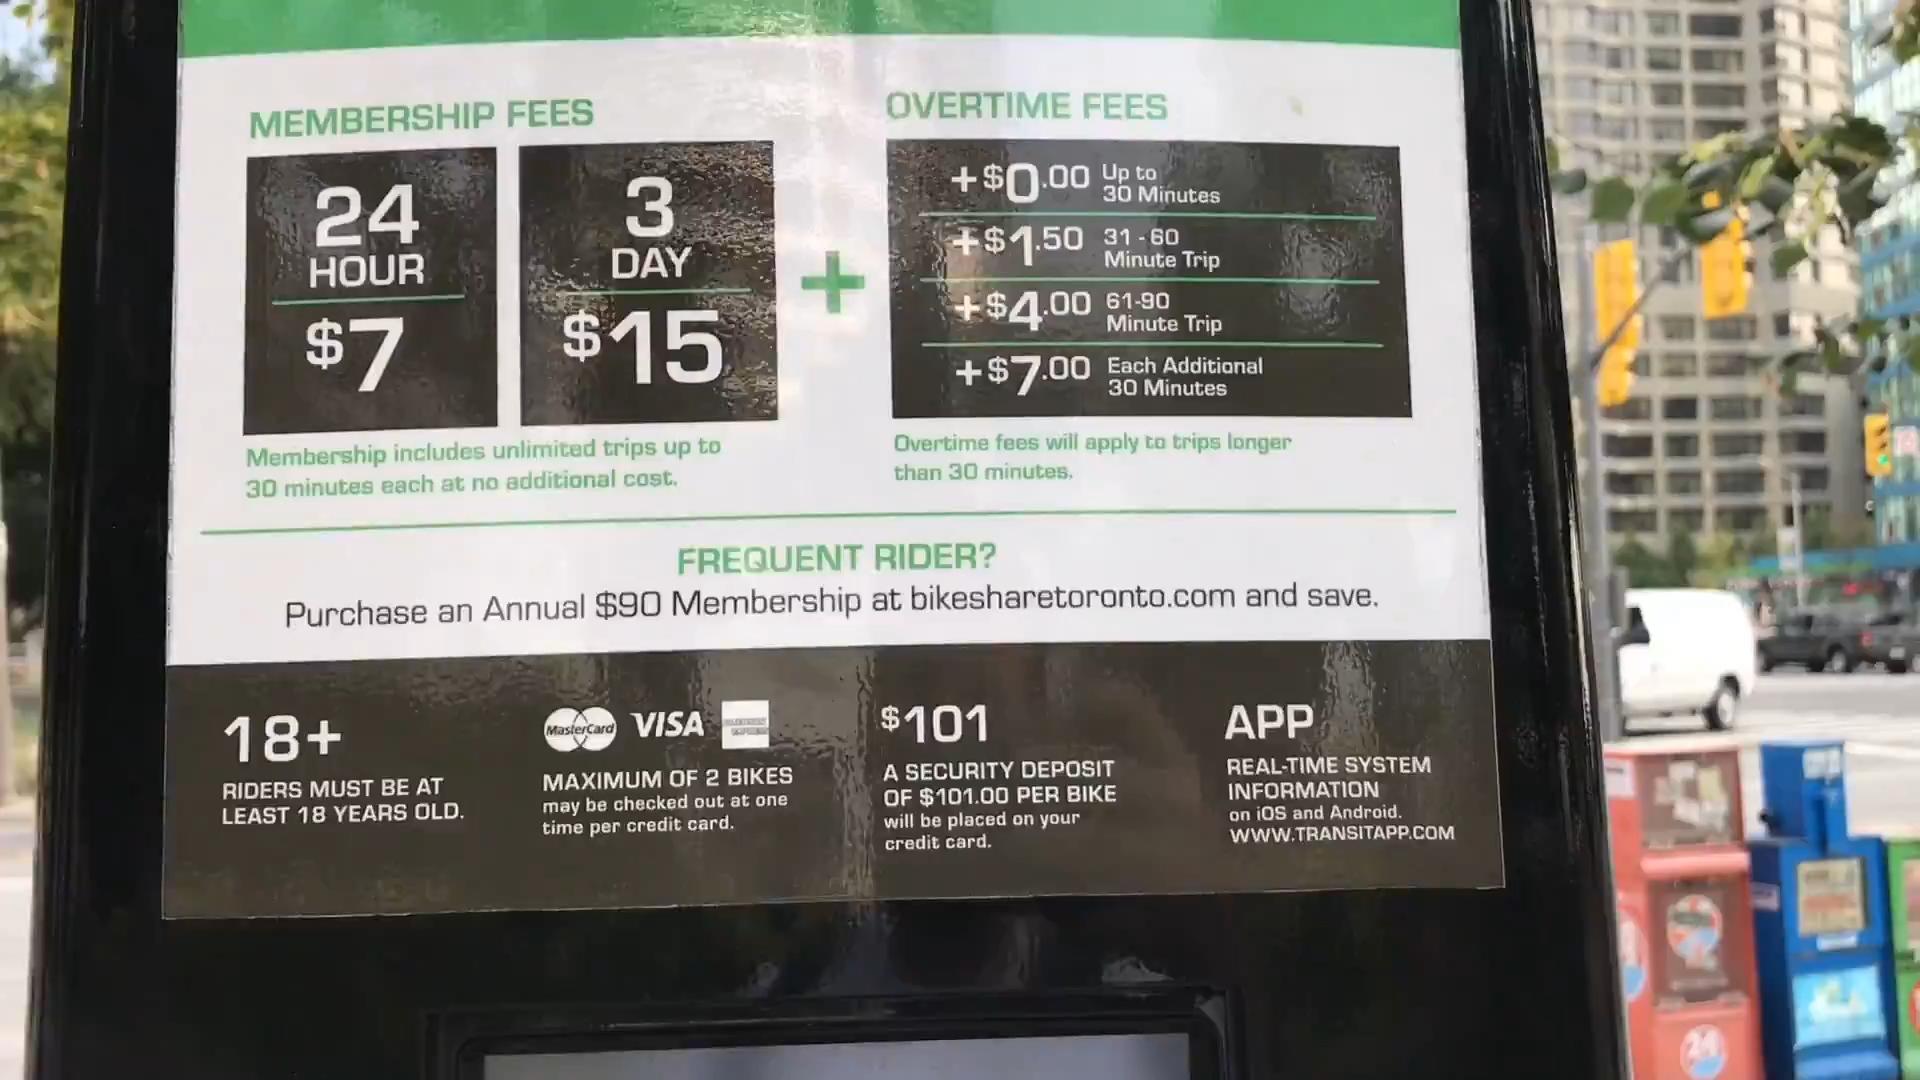 MEMBERSHIP FEES
24
HOUR
$7
3
DAY
$15
+
Membership includes unlimited trips up to
30 minutes each at no additional cost.
OVERTIME FEES
+$0.00 Up to
30 Minutes
+$1.50 31-60
Minute Trip
+$4.00 61-90
Minute Trip
+$7.00 Each Additional
30 Minutes
Overtime fees will apply to trips longer
than 30 minutes.
FREQUENT RIDER?
Purchase an Annual $90 Membership at bikesharetoronto.com and save.
18+
RIDERS MUST BE AT
LEAST 18 YEARS OLD.
MasterCard VISA
MAXIMUM OF 2 BIKES
may be checked out at one
time per credit card.
$101
A SECURITY DEPOSIT
OF $101.00 PER BIKE
will be placed on your
credit card.
APP
REAL-TIME SYSTEM
INFORMATION
on iOS and Android.
WWW.TRANSITAPP.COM
24